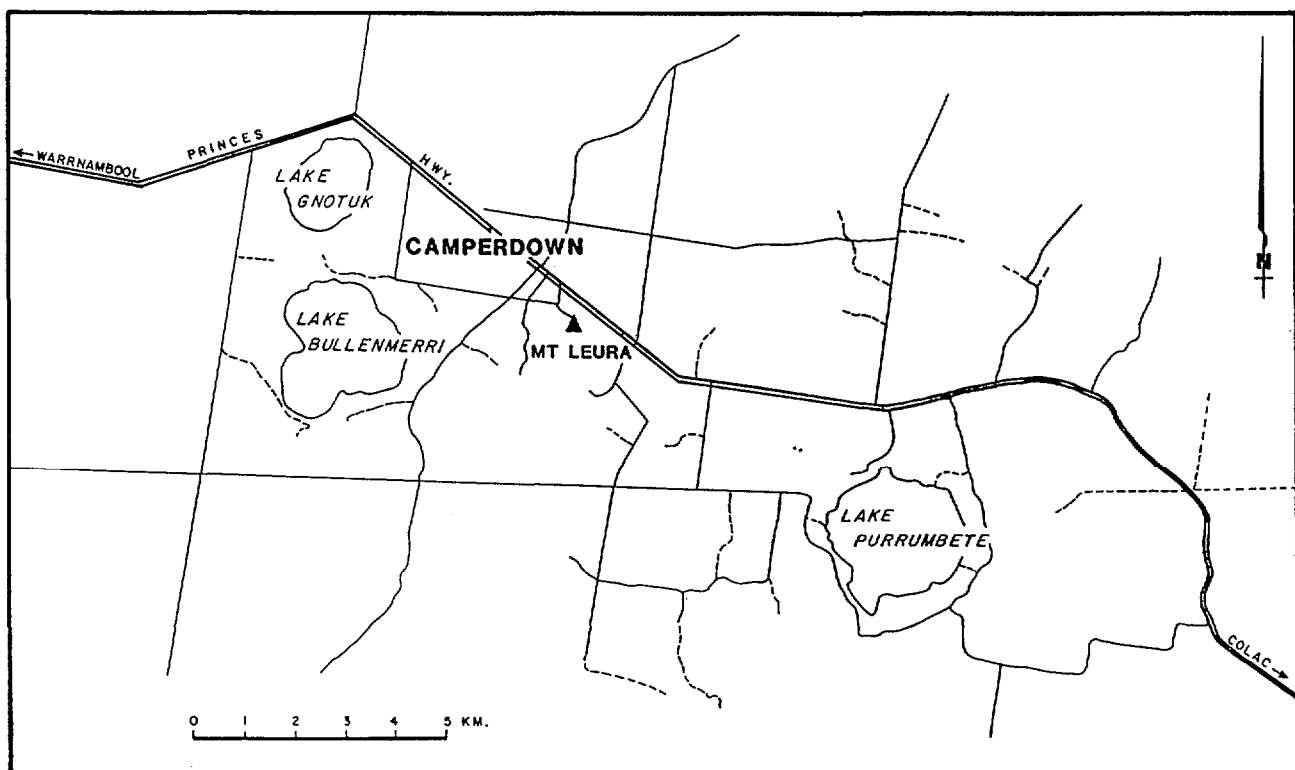 PRINCES
HWY.
← WARRNAMBOOL
LAKE
GNOTUK
CAMPERDOWN
N
LAKE
BULLENMERRI
MT LEURA
LAKE
PURRUMBETE
COLAC →
0 1 2 3 4 5 KM.